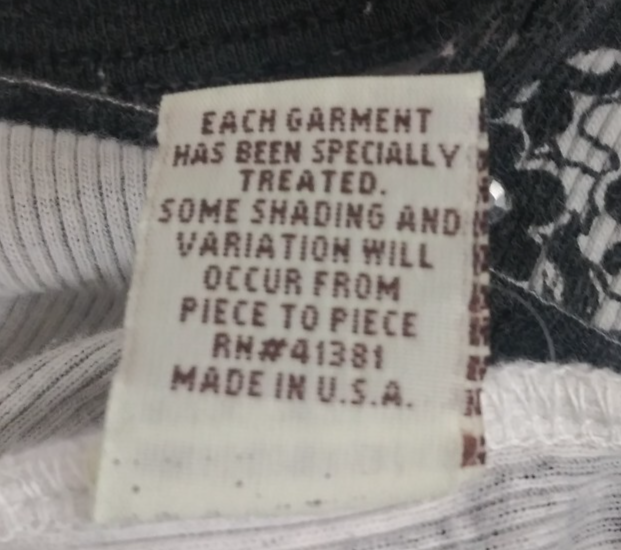 EACH GARMENT
HAS BEEN SPECIALLY
TREATED.
SOME SHADING AND
VARIATION WILL
OCCUR FROM
PIECE TO PIECE
RN#41381
MADE IN U.S.A.